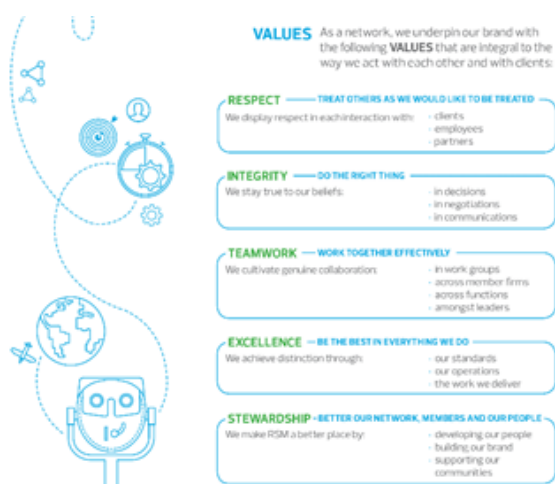 VALUES As a network, we underpin our brand with
the following VALUES that are integral to the
way we act with each other and with clients:
RESPECT TREAT OTHERS AS WE WOULD LIKE TO BE TREATED
We display respect in each interaction with: · clients
· employees
· partners
INTEGRITY DO THE RIGHT THING
We stay true to our beliefs: · in decisions
· in negotiations
· in communications
TEAMWORK WORK TOGETHER EFFECTIVELY
We cultivate genuine collaboration: · in work groups
· across member firms
· across functions
· amongst leaders.
EXCELLENCE BE THE BEST IN EVERYTHING WE DO
We achieve distinction through: · our standards
· our operations
· the work we deliver
STEWARDSHIP BETTER OUR NETWORK, MEMBERS AND OUR PEOPLE
We make RSM a better place by: · developing our people
· building our brand
· supporting our
communities